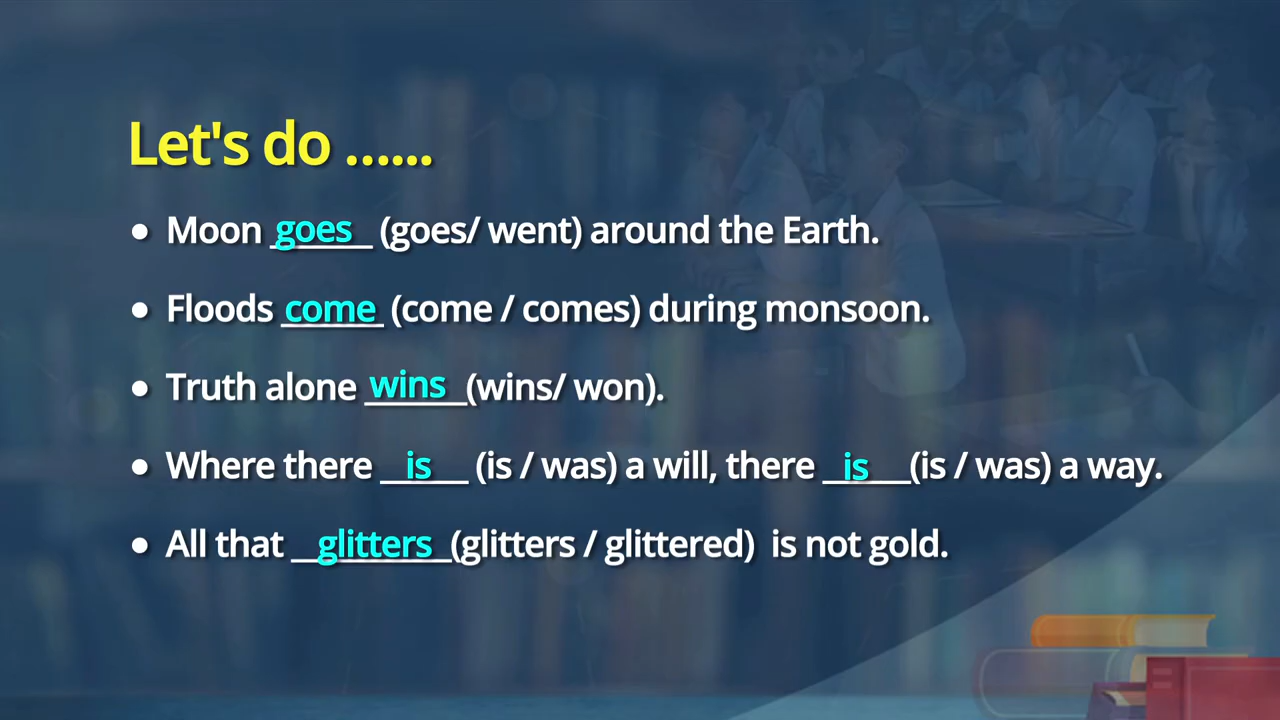 Let's do ......
● Moon goes (goes/ went) around the Earth.
● Floods come (come / comes) during monsoon.
● Truth alone wins (wins/ won).
● Where there is (is / was) a will, there is (is / was) a way.
● All that glitters (glitters / glittered) is not gold.